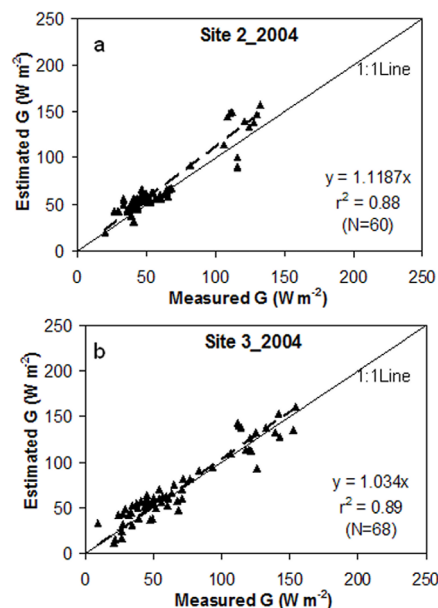 a
Site 2_2004
250
200
150
100
50
0
Estimated G (W m-2)
1:1Line
y = 1.1187x
r2 = 0.88
(N=60)
0 50 100 150 200 250
Measured G (W m-2)
b
Site 3_2004
250
200
150
100
50
0
Estimated G (W m-2)
1:1Line
y = 1.034x
r2 = 0.89
(N=68)
0 50 100 150 200 250
Measured G (W m-2)